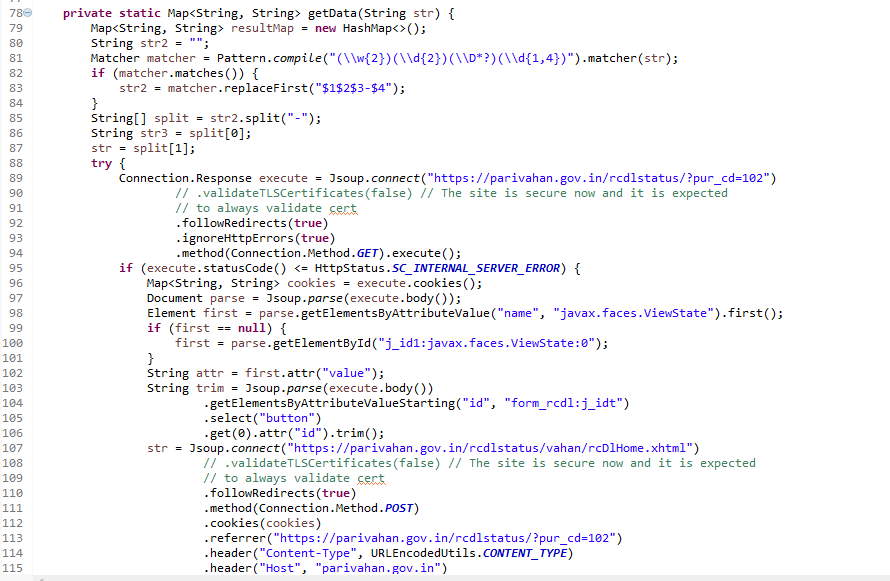 78 private static Map<String, String> getData(String str) {
79 Map<String, String> resultMap = new HashMap<>();
80 String str2 = "";
81 Matcher matcher = Pattern.compile("(\\w{2})(\\d{2})(\\D*?)(\\d{1,4})").matcher(str);
82 if (matcher.matches()) {
83 str2 = matcher.replaceFirst("$1$2$3-$4");
84 }
85 String[] split = str2.split("-");
86 String str3 = split[0];
87 str = split[1];
88 try {
89 Connection.Response execute = Jsoup.connect("https://parivahan.gov.in/rcdlstatus/?pur_cd=102")
90 // .validateTLSCertificates(false) // The site is secure now and it is expected
91 // to always validate cert
92 .followRedirects(true)
93 .ignoreHttpErrors(true)
94 .method(Connection.Method.GET).execute();
95 if (execute.statusCode() <= HttpStatus.SC_INTERNAL_SERVER_ERROR) {
96 Map<String, String> cookies = execute.cookies();
97 Document parse = Jsoup.parse(execute.body());
98 Element first = parse.getElementsByAttributeValue("name", "javax.faces.ViewState").first();
99 if (first == null) {
100 first = parse.getElementById("j_id1:javax.faces.ViewState:0");
101 }
102 String attr = first.attr("value");
103 String trim = Jsoup.parse(execute.body())
104 .getElementsByAttributeValueStarting("id", "form_rcdl:j_idt")
105 .select("button")
106 .get(0).attr("id").trim();
107 str = Jsoup.connect("https://parivahan.gov.in/rcdlstatus/vahan/rcDlHome.xhtml")
108 // .validateTLSCertificates(false) // The site is secure now and it is expected
109 // to always validate cert
110 .followRedirects(true)
111 .method(Connection.Method.POST)
112 .cookies(cookies)
113 .referrer("https://parivahan.gov.in/rcdlstatus/?pur_cd=102")
114 .header("Content-Type", URLEncodedUtils.CONTENT_TYPE)
115 .header("Host", "parivahan.gov.in")